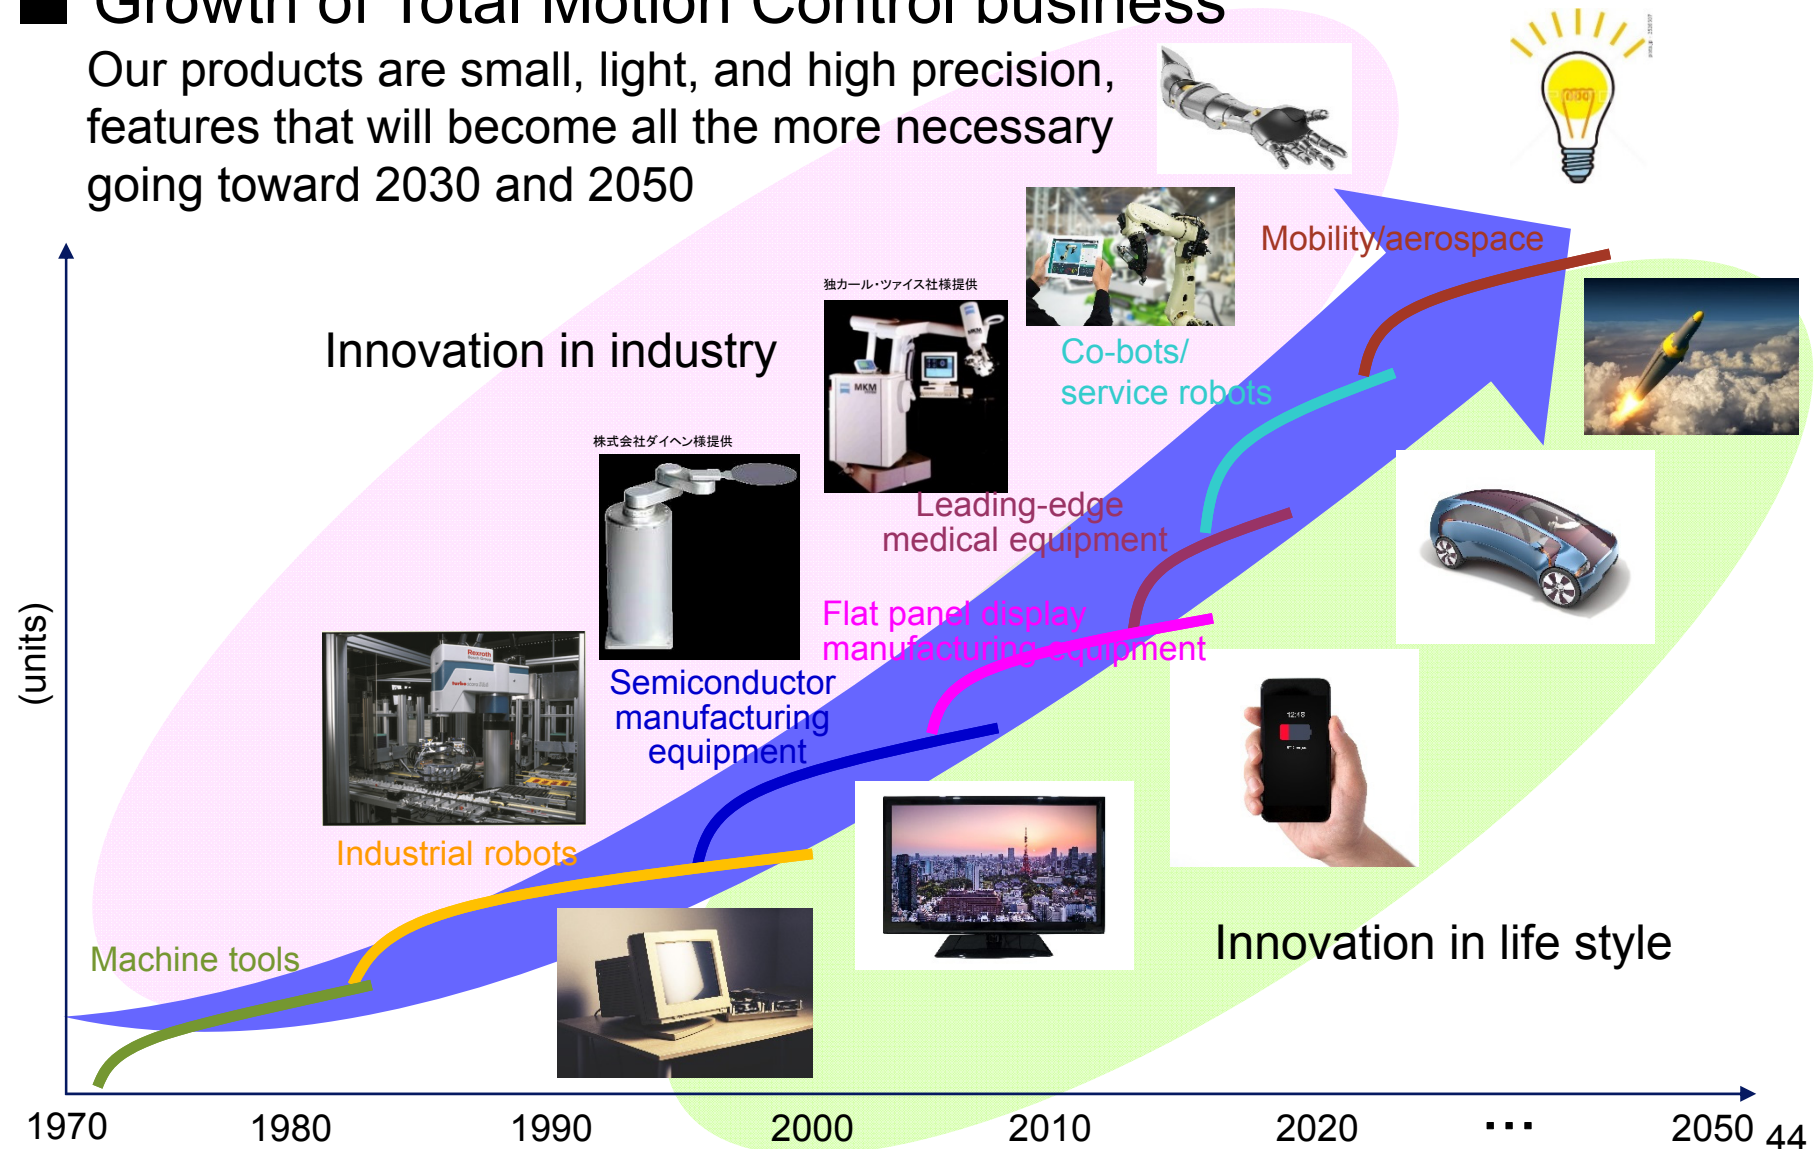 ■ Growth of Total Motion Control business
Our products are small, light, and high precision,
features that will become all the more necessary
going toward 2030 and 2050
Mobility/aerospace
独カール・ツァイス社様提供
Innovation in industry
MKM
Co-bots/
service robots
株式会社ダイヘン様提供
Leading-edge
medical equipment
Flat panel display
manufacturing equipment
(units)
Rexroth
Semiconductor
manufacturing
equipment
12:48
Industrial robots
Innovation in life style
Machine tools
1970 1980 1990 2000 2010 2020 ... 2050
44